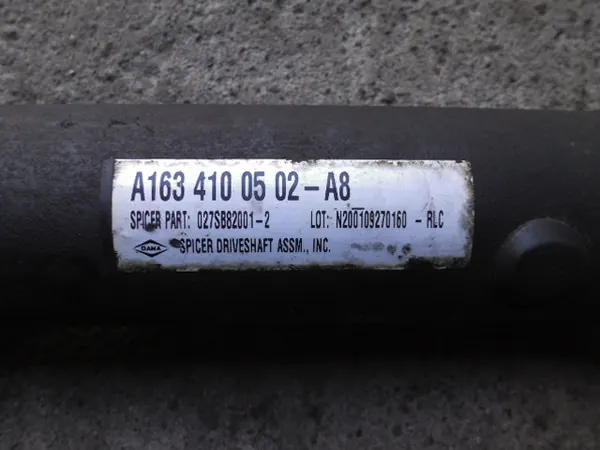 A163 410 05 02-A8
SPICER PART: 027SB82001-2 LOT: N200109270160 - RLC
DANA SPICER DRIVESHAFT ASSM., INC.